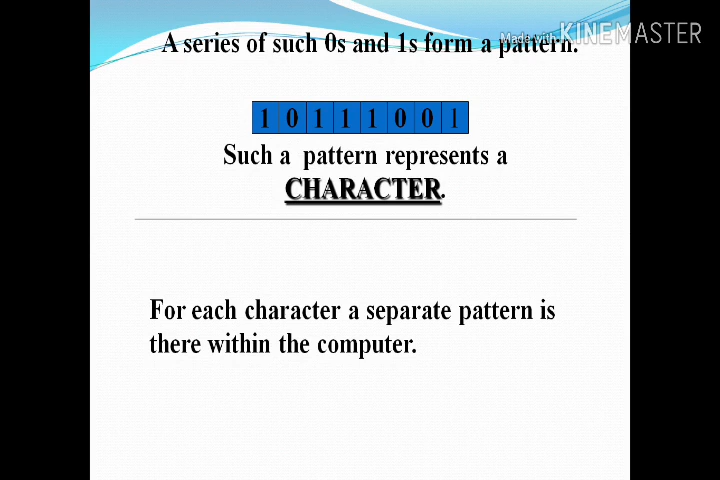 A series of such 0s and 1s form a pattern.
Made with KINEMASTER
1 0 1 1 1 0 0 1
Such a pattern represents a
CHARACTER.
For each character a separate pattern is
there within the computer.